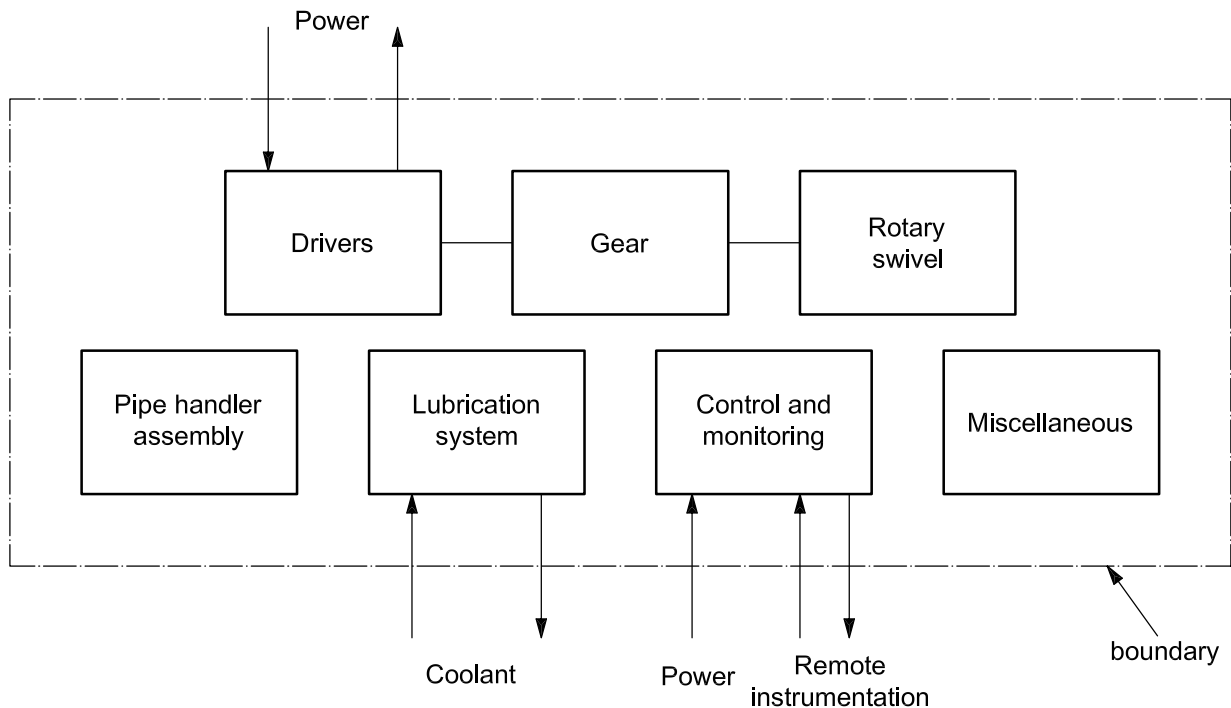 Power
Drivers
Gear
Rotary
swivel
Pipe handler
assembly
Lubrication
system
Control and
monitoring
Miscellaneous
Coolant
Power
Remote
instrumentation
boundary